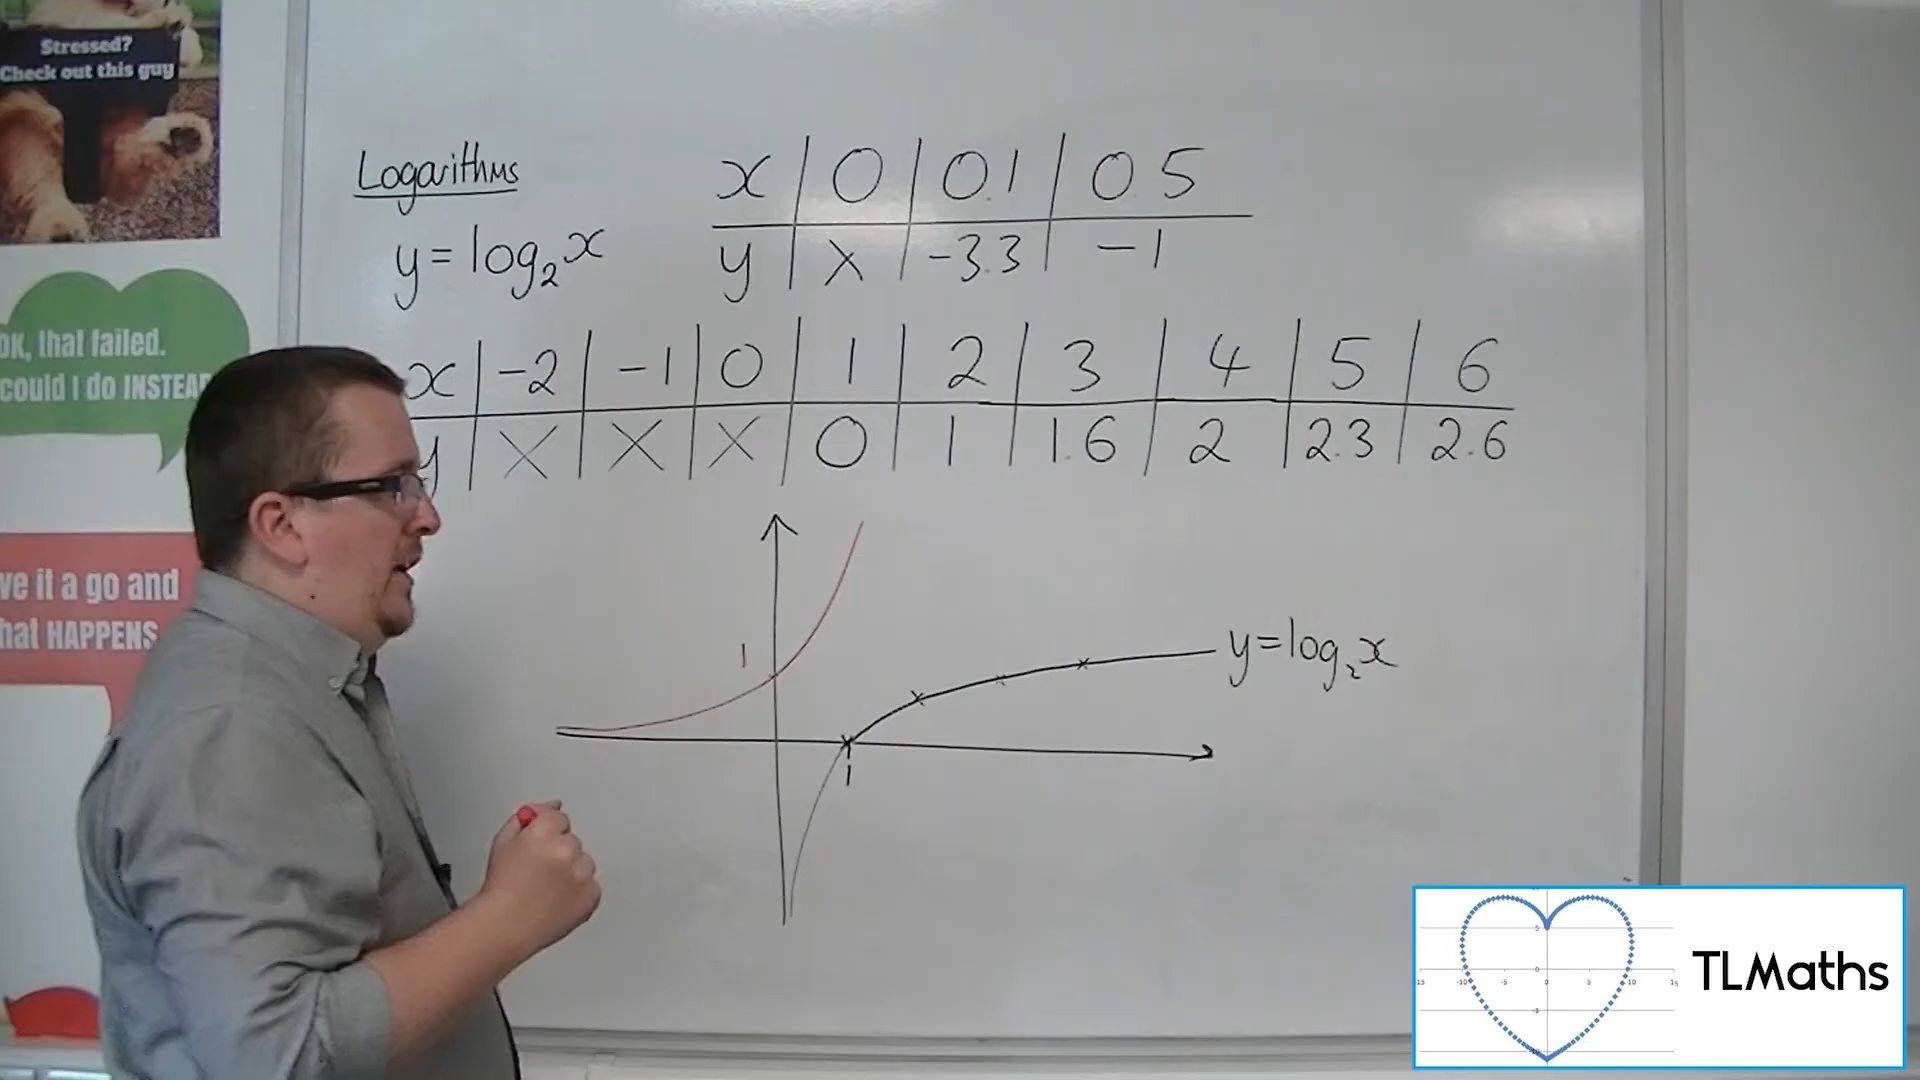 Stressed?
Check out this guy
Logarithms
y=log₂x
x | 0 | 0.1 | 0.5
y | X | -3.3 | -1
OK, that failed.
could I do INSTEA
x | -2 | -1 | 0 | 1 | 2 | 3 | 4 | 5 | 6
y | X | X | X | 0 | 1 | 1.6 | 2 | 2.3 | 2.6
ve it a go and
hat HAPPENS
1
y=log₂x
1
TLMaths